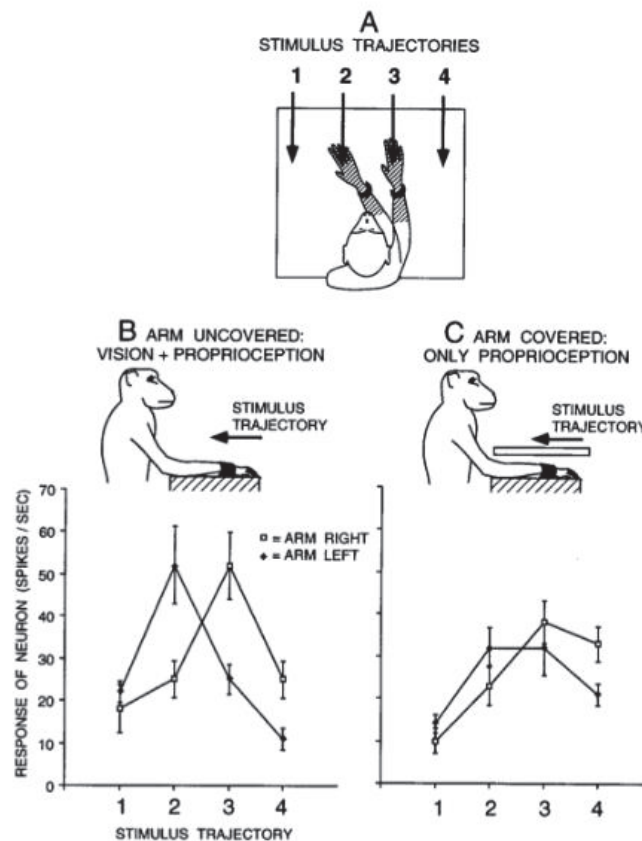 A
STIMULUS TRAJECTORIES
1 2 3 4
B ARM UNCOVERED:
VISION + PROPRIOCEPTION
STIMULUS
TRAJECTORY
C ARM COVERED:
ONLY PROPRIOCEPTION
STIMULUS
TRAJECTORY
RESPONSE OF NEURON (SPIKES / SEC)
70
60
50
40
30
20
10
0
= ARM RIGHT
= ARM LEFT
1 2 3 4
STIMULUS TRAJECTORY
1 2 3 4